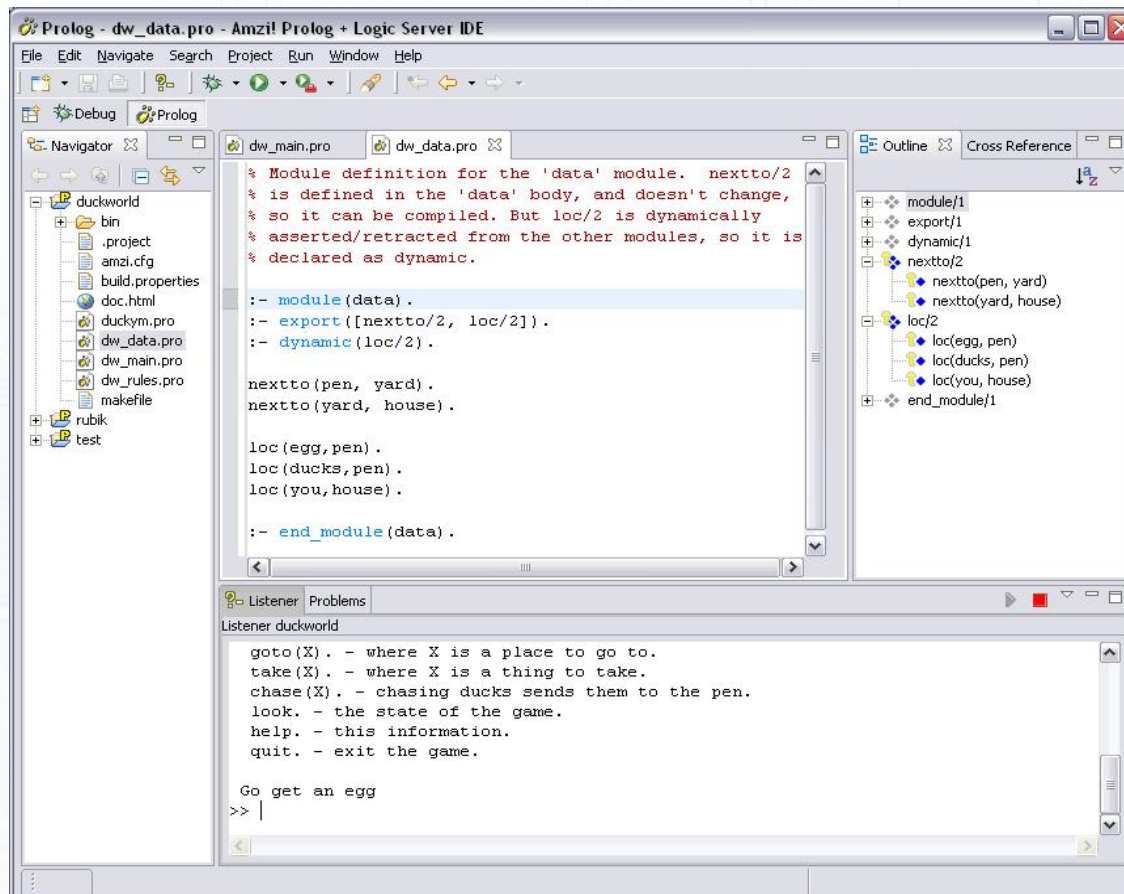 Prolog - dw_data.pro - Amzi! Prolog + Logic Server IDE
File Edit Navigate Search Project Run Window Help
Debug Prolog
Navigator
duckworld
bin
.project
amzi.cfg
build.properties
doc.html
duckym.pro
dw_data.pro
dw_main.pro
dw_rules.pro
makefile
rubik
test
dw_main.pro dw_data.pro
% Module definition for the 'data' module.  nextto/2
% is defined in the 'data' body, and doesn't change,
% so it can be compiled. But loc/2 is dynamically
% asserted/retracted from the other modules, so it is
% declared as dynamic.
:- module(data).
:- export([nextto/2, loc/2]).
:- dynamic(loc/2).
nextto(pen, yard).
nextto(yard, house).
loc(egg,pen).
loc(ducks,pen).
loc(you,house).
:- end_module(data).
Outline Cross Reference
module/1
export/1
dynamic/1
nextto/2
nextto(pen, yard)
nextto(yard, house)
loc/2
loc(egg, pen)
loc(ducks, pen)
loc(you, house)
end_module/1
Listener Problems
Listener duckworld
goto(X). - where X is a place to go to.
take(X). - where X is a thing to take.
chase(X). - chasing ducks sends them to the pen.
look. - the state of the game.
help. - this information.
quit. - exit the game.
Go get an egg
>>